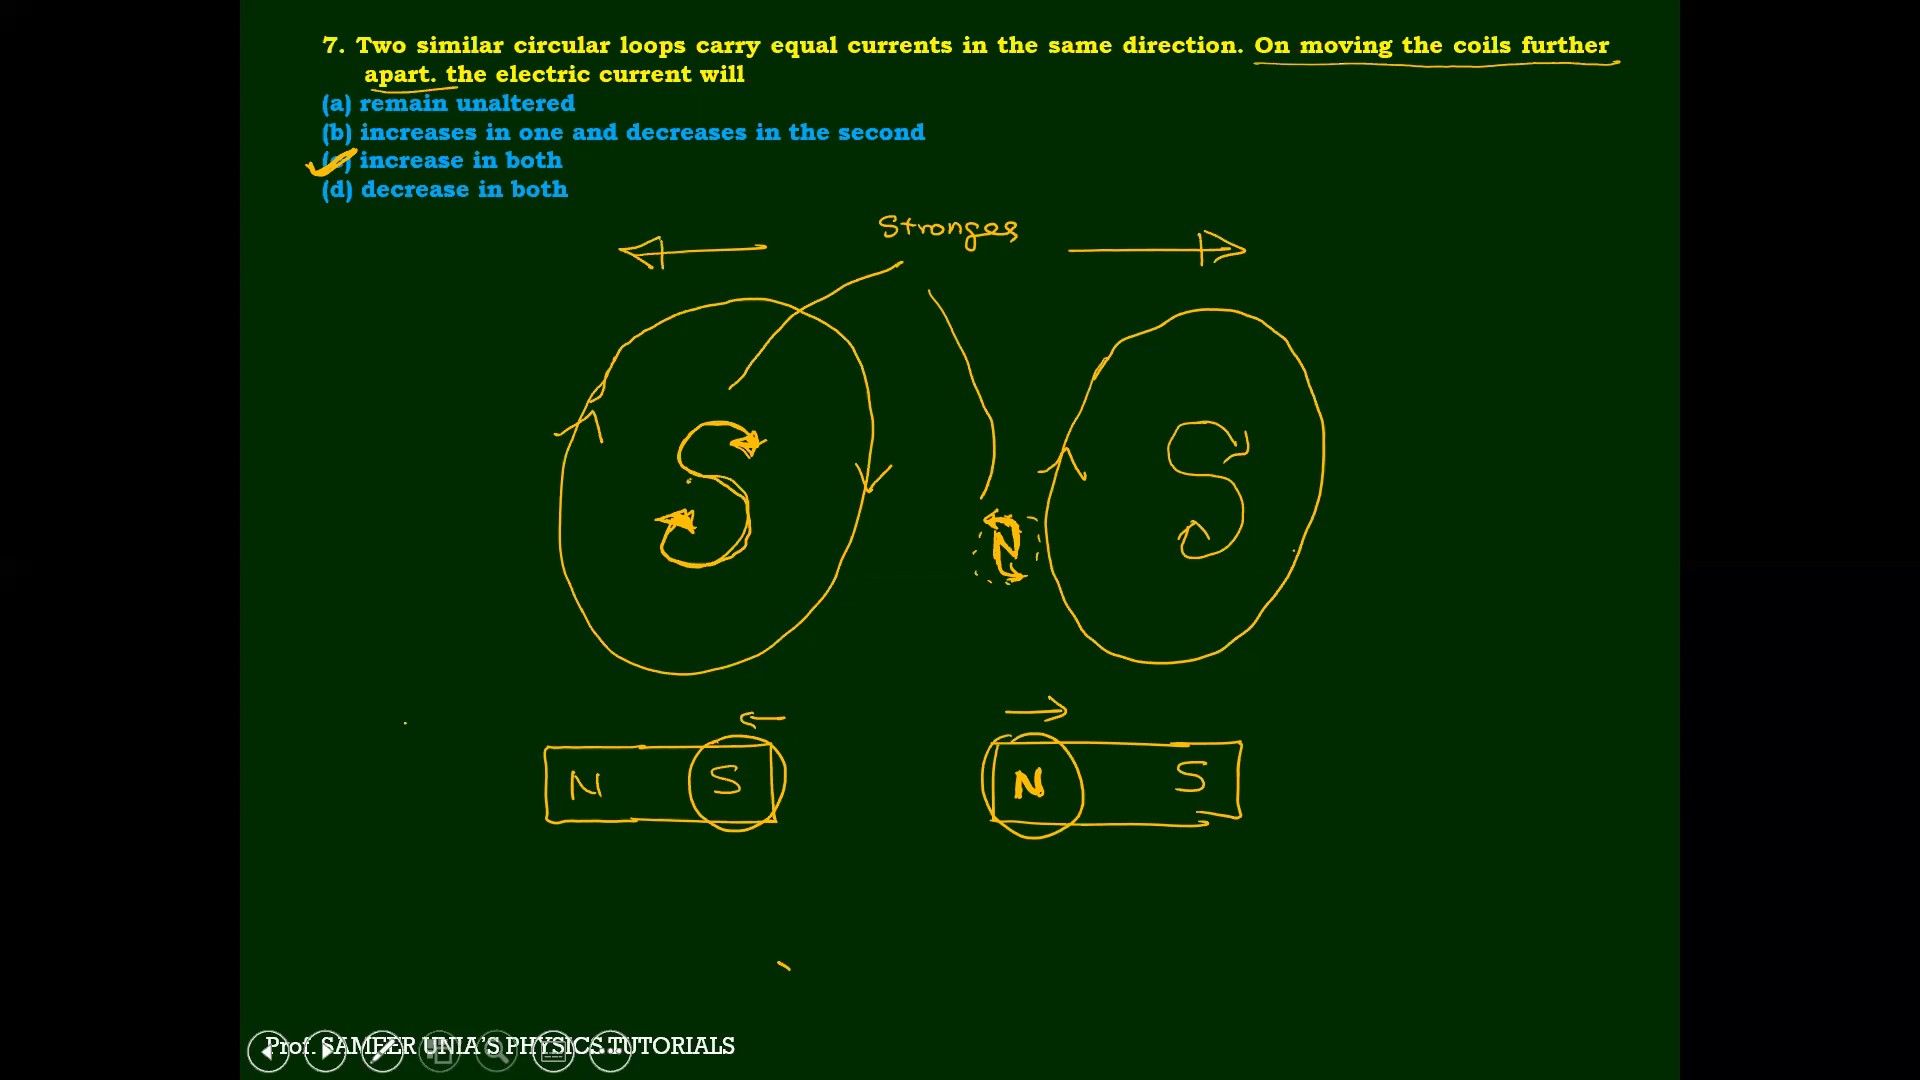 7. Two similar circular loops carry equal currents in the same direction. On moving the coils further
apart. the electric current will
(a) remain unaltered
(b) increases in one and decreases in the second
(c) increase in both
(d) decrease in both
Stronges
S
N
S
N
S
N
S
Prof. SAMEER UNIA'S PHYSICS TUTORIALS